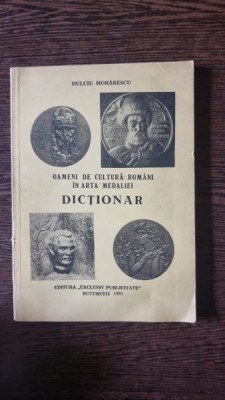 DULCIU MORĂRESCU
OAMENI DE CULTURĂ ROMÂNI
ÎN ARTA MEDALIEI
DICȚIONAR
EDITURA „EXCLUSIV PUBLICITATE”
BUCUREȘTI